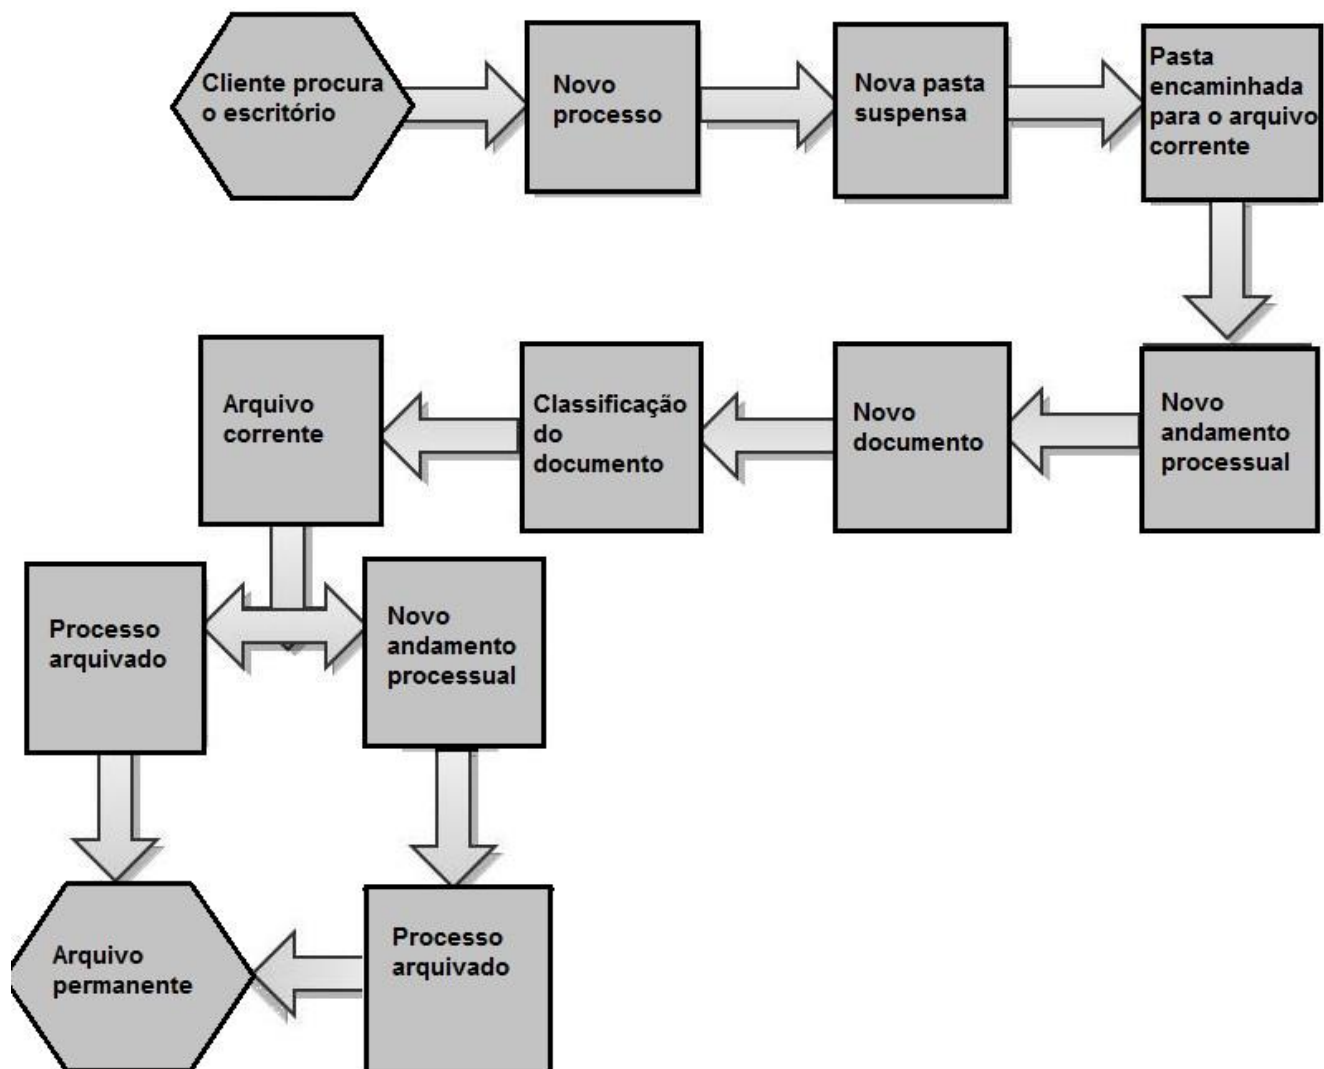 Cliente procura
o escritório
Novo
processo
Nova pasta
suspensa
Pasta
encaminhada
para o arquivo
corrente
Novo
andamento
processual
Novo
documento
Classificação
do
documento
Arquivo
corrente
Processo
arquivado
Novo
andamento
processual
Processo
arquivado
Arquivo
permanente